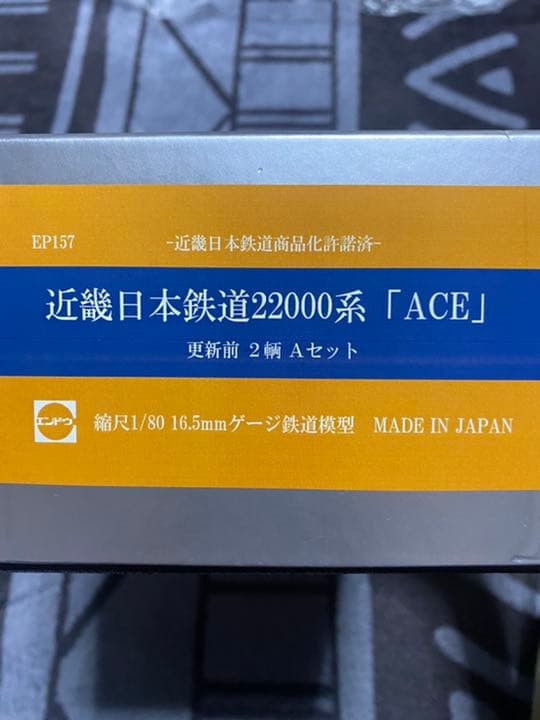 EP157 -近畿日本鉄道商品化許諾済-
近畿日本鉄道22000系「ACE」
更新前 2輌 Aセット
エンドウ 縮尺1/80 16.5mmゲージ鉄道模型 MADE IN JAPAN